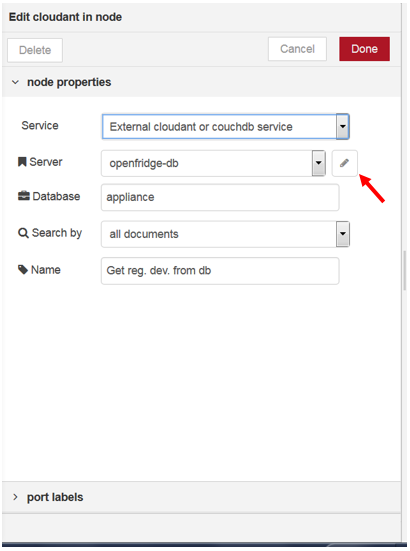 Edit cloudant in node
Delete
Cancel
Done
node properties
Service
External cloudant or couchdb service
Server
openfridge-db
Database
appliance
Search by
all documents
Name
Get reg. dev. from db
port labels